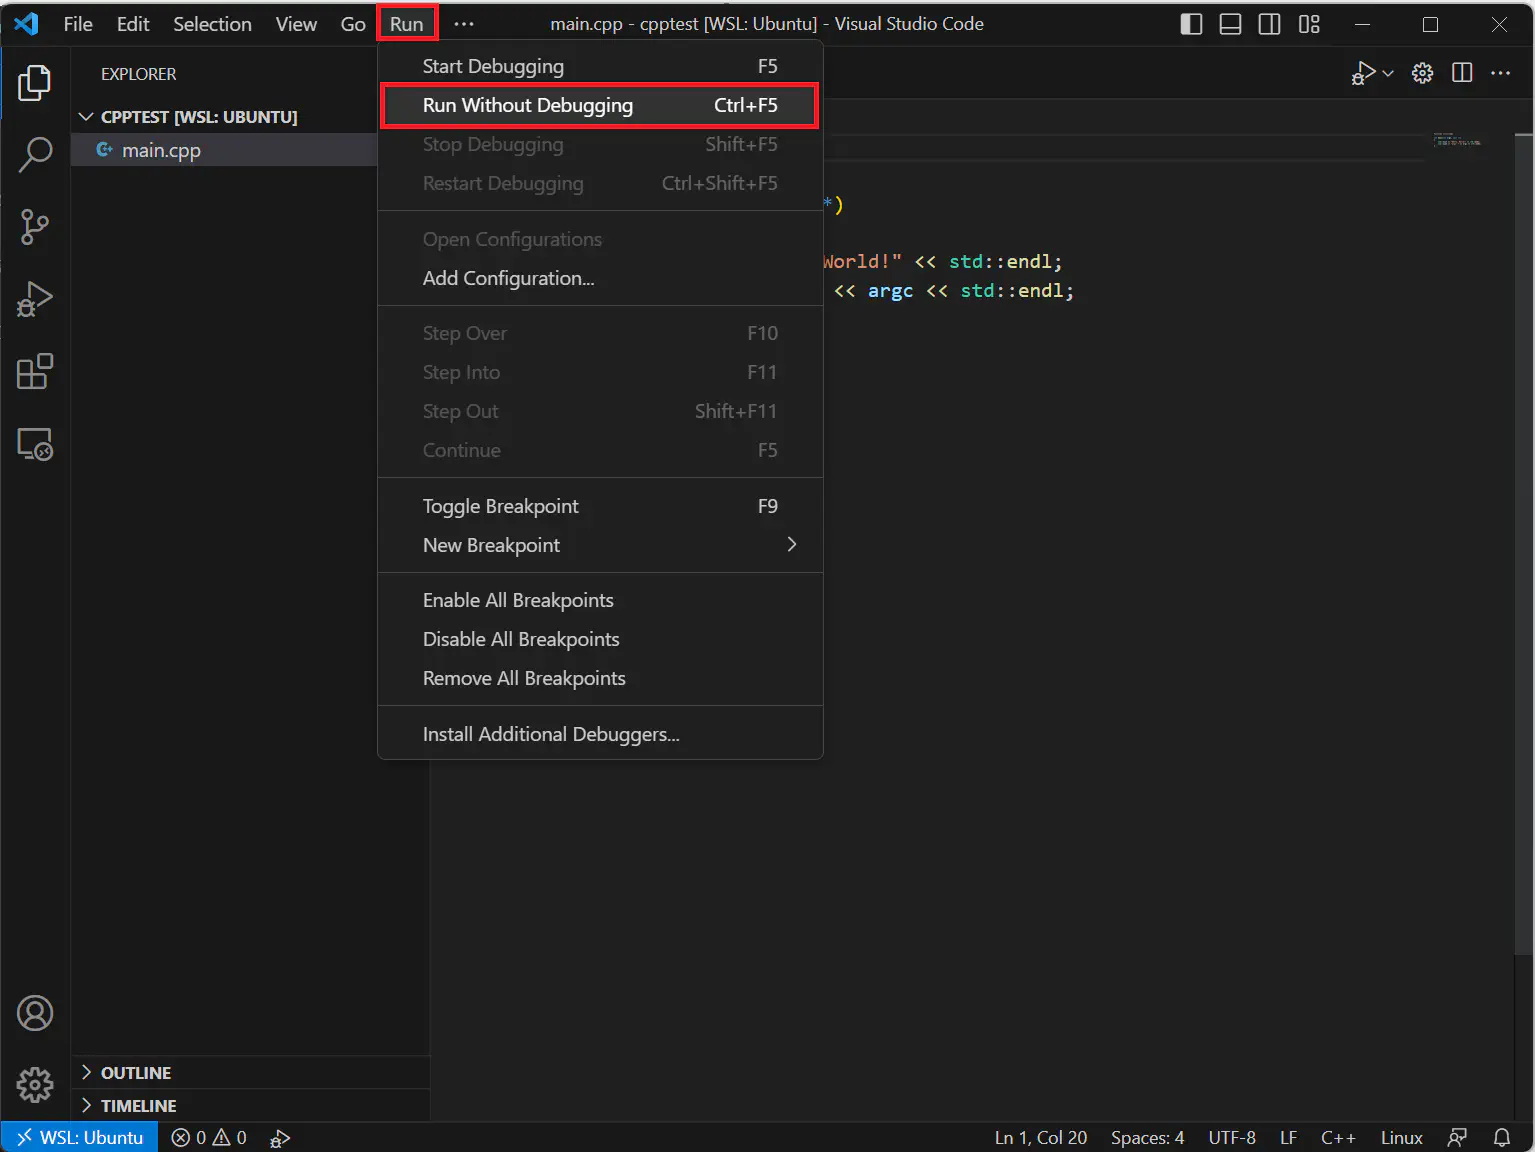 File Edit Selection View Go Run ··· main.cpp - cpptest [WSL: Ubuntu] - Visual Studio Code
EXPLORER
CPPTEST [WSL: UBUNTU]
main.cpp
Start Debugging F5
Run Without Debugging Ctrl+F5
Stop Debugging Shift+F5
Restart Debugging Ctrl+Shift+F5
Open Configurations
Add Configuration...
Step Over F10
Step Into F11
Step Out Shift+F11
Continue F5
Toggle Breakpoint F9
New Breakpoint
Enable All Breakpoints
Disable All Breakpoints
Remove All Breakpoints
Install Additional Debuggers...
*)
World!" << std::endl;
<< argc << std::endl;
OUTLINE
TIMELINE
WSL: Ubuntu 0 0 Ln 1, Col 20 Spaces: 4 UTF-8 LF C++ Linux